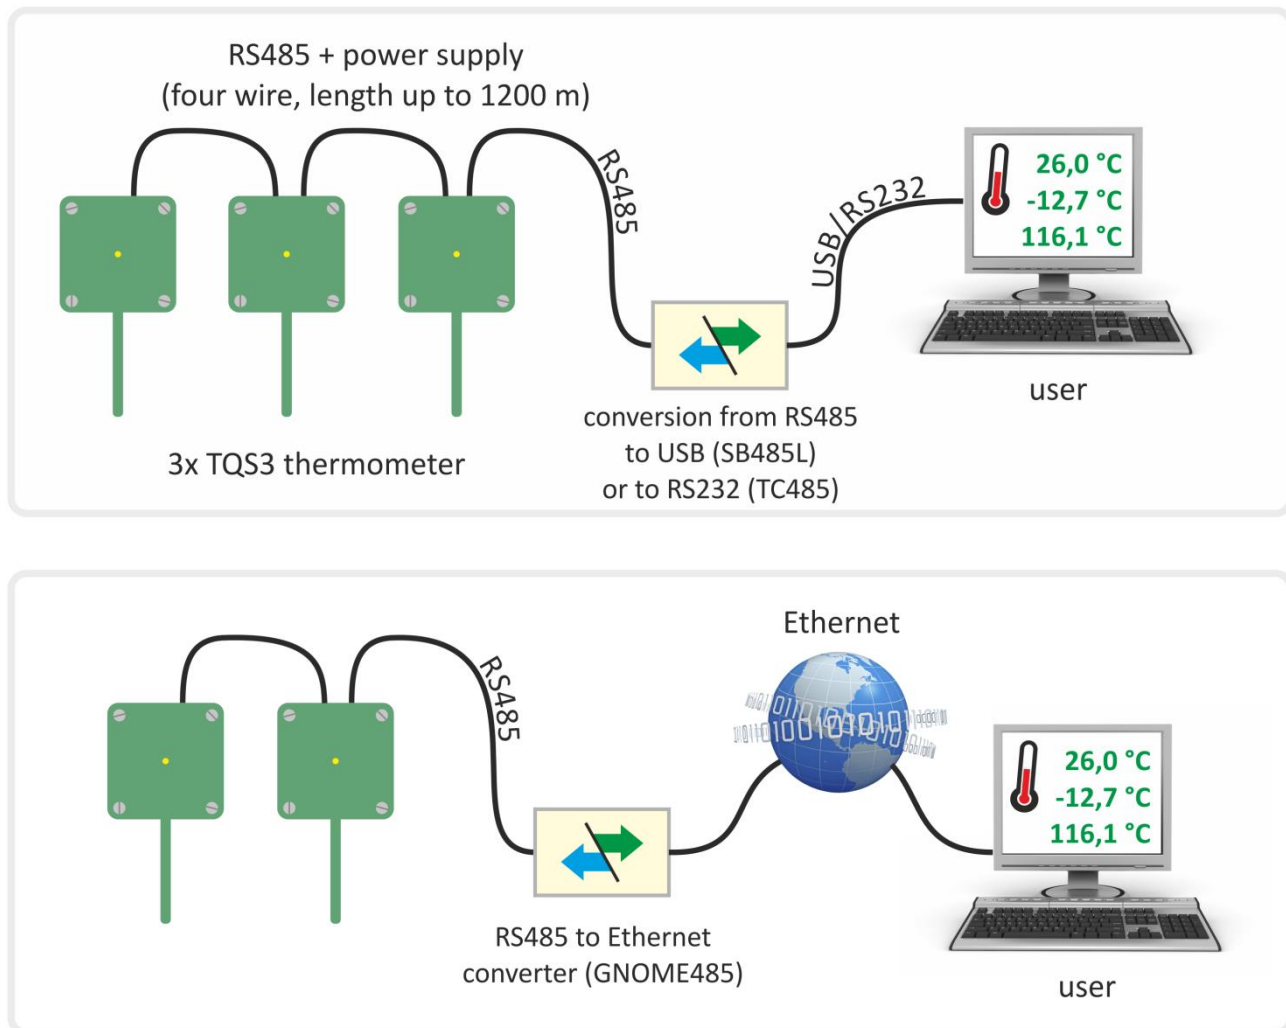 RS485 + power supply
(four wire, length up to 1200 m)
RS485
USB/RS232
26,0 °C
-12,7 °C
116,1 °C
user
conversion from RS485
to USB (SB485L)
or to RS232 (TC485)
3x TQS3 thermometer
Ethernet
RS485
26,0 °C
-12,7 °C
116,1 °C
RS485 to Ethernet
converter (GNOME485)
user